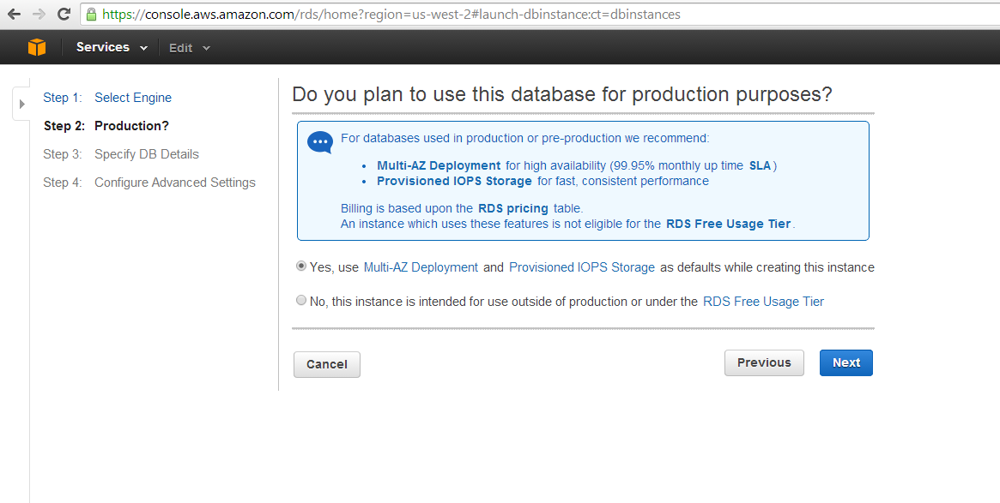 https://console.aws.amazon.com/rds/home?region=us-west-2#launch-dbinstance:ct=dbinstances
Services Edit
Step 1: Select Engine
Step 2: Production?
Step 3: Specify DB Details
Step 4: Configure Advanced Settings
Do you plan to use this database for production purposes?
For databases used in production or pre-production we recommend:
• Multi-AZ Deployment for high availability (99.95% monthly up time SLA )
• Provisioned IOPS Storage for fast, consistent performance
Billing is based upon the RDS pricing table.
An instance which uses these features is not eligible for the RDS Free Usage Tier .
Yes, use Multi-AZ Deployment and Provisioned IOPS Storage as defaults while creating this instance
No, this instance is intended for use outside of production or under the RDS Free Usage Tier
Cancel Previous Next